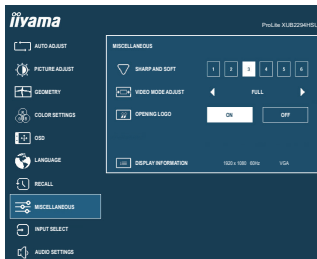 iiyama
ProLite XUB2294HSU
AUTO ADJUST
PICTURE ADJUST
GEOMETRY
COLOR SETTINGS
OSD
LANGUAGE
RECALL
MISCELLANEOUS
INPUT SELECT
AUDIO SETTINGS
MISCELLANEOUS
SHARP AND SOFT
1 2 3 4 5 6
VIDEO MODE ADJUST
FULL
OPENING LOGO
ON OFF
DISPLAY INFORMATION
1920 x 1080 60Hz VGA